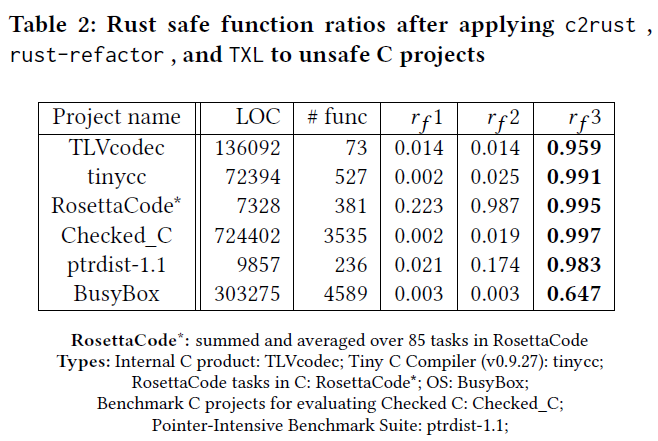 Table 2: Rust safe function ratios after applying c2rust ,
rust-refactor , and TXL to unsafe C projects
Project name LOC # func rf1 rf2 rf3
TLVcodec 136092 73 0.014 0.014 0.959
tinycc 72394 527 0.002 0.025 0.991
RosettaCode* 7328 381 0.223 0.987 0.995
Checked_C 724402 3535 0.002 0.019 0.997
ptrdist-1.1 9857 236 0.021 0.174 0.983
BusyBox 303275 4589 0.003 0.003 0.647
RosettaCode*: summed and averaged over 85 tasks in RosettaCode
Types: Internal C product: TLVcodec; Tiny C Compiler (v0.9.27): tinycc;
RosettaCode tasks in C: RosettaCode*; OS: BusyBox;
Benchmark C projects for evaluating Checked C: Checked_C;
Pointer-Intensive Benchmark Suite: ptrdist-1.1;